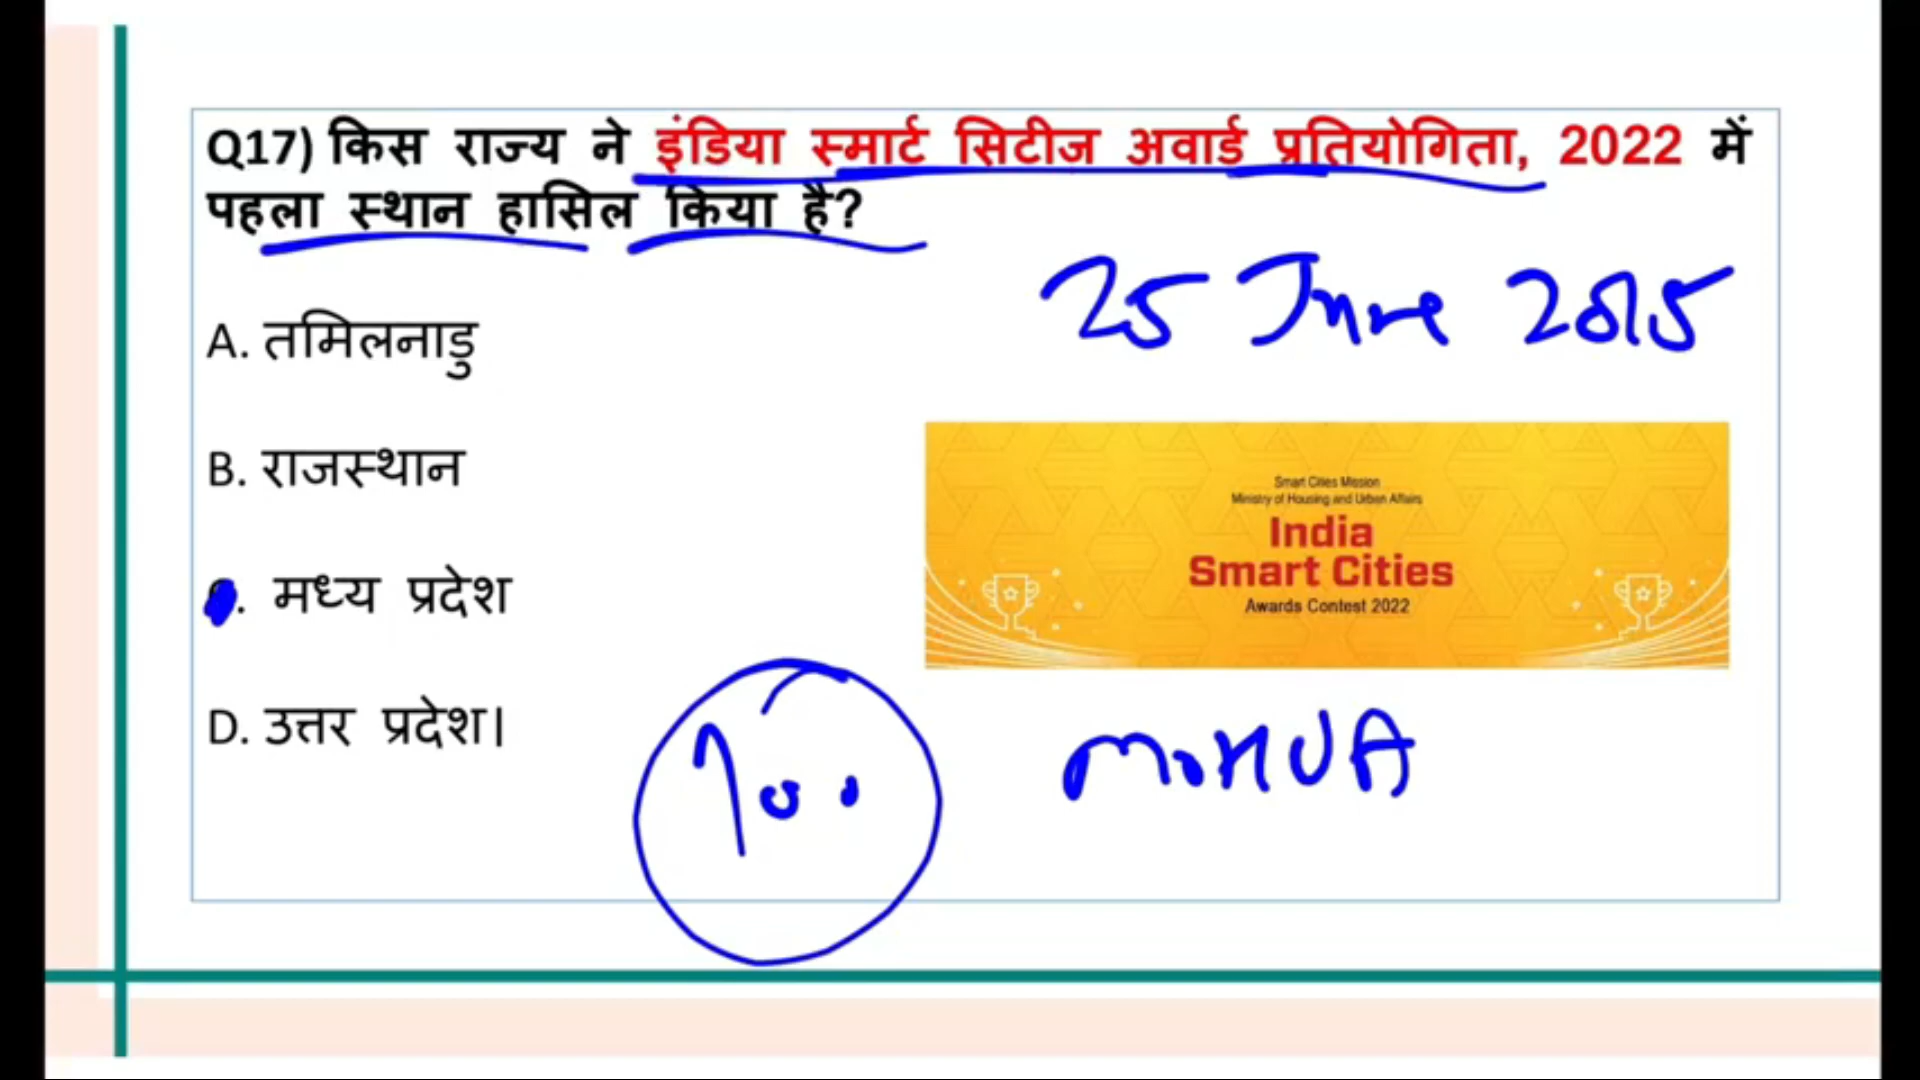 Q17) किस राज्य ने इंडिया स्मार्ट सिटीज अवार्ड प्रतियोगिता, 2022 में
पहला स्थान हासिल किया है?
25 June 2015
A. तमिलनाडु
B. राजस्थान
Smart Cities Mission
Ministry of Housing and Urban Affairs
India
Smart Cities
Awards Contest 2022
C. मध्य प्रदेश
D. उत्तर प्रदेश।
100
MOHUA